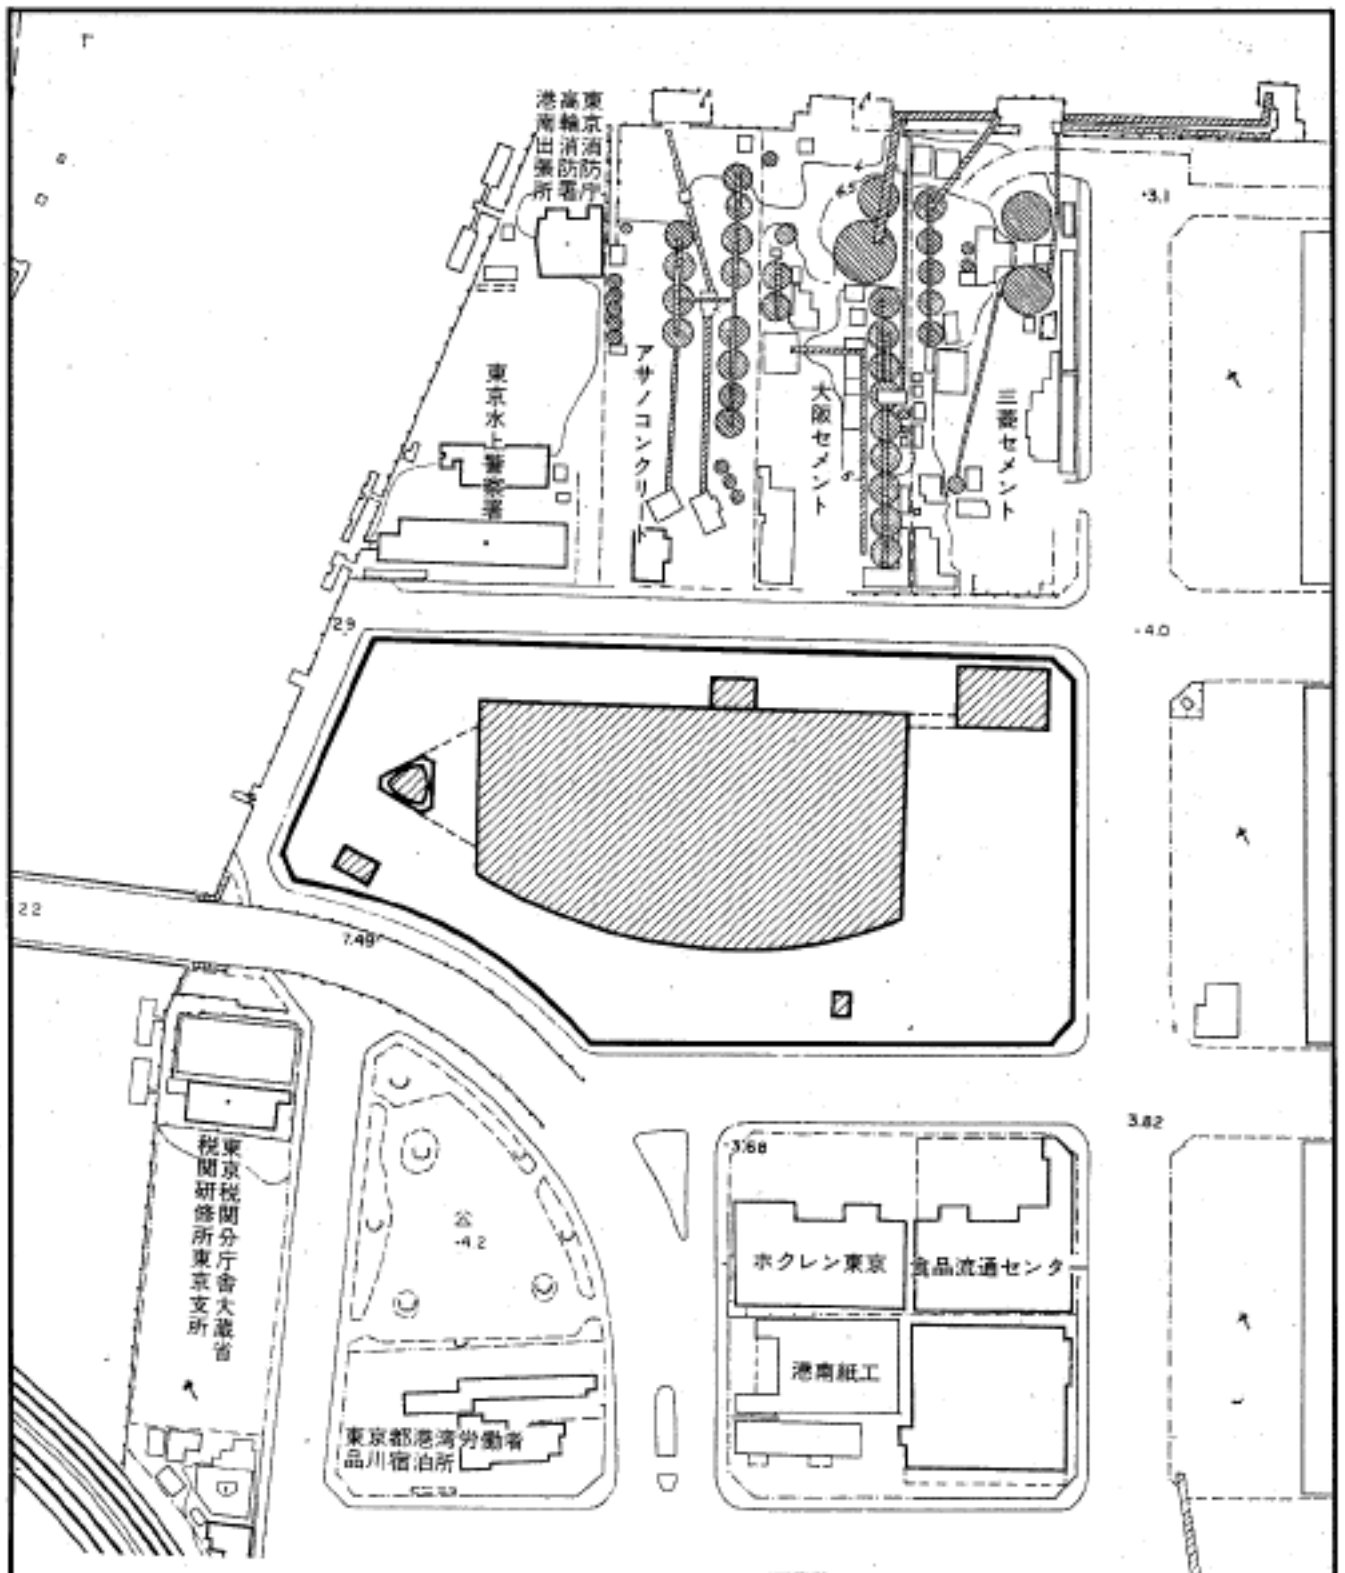 東京消防庁
高輪消防署
港南出張所
-3.1
4
4.5
東京水上警察署
アサノコンクリート
大阪セメント
三菱セメント
2.9
-4.0
22
7.49
3.82
3.68
東京税関分庁舎大蔵省
税関研修所東京支所
公
-4.2
ホクレン東京
食品流通センタ
港南紙工
東京都港湾労働者
品川宿泊所